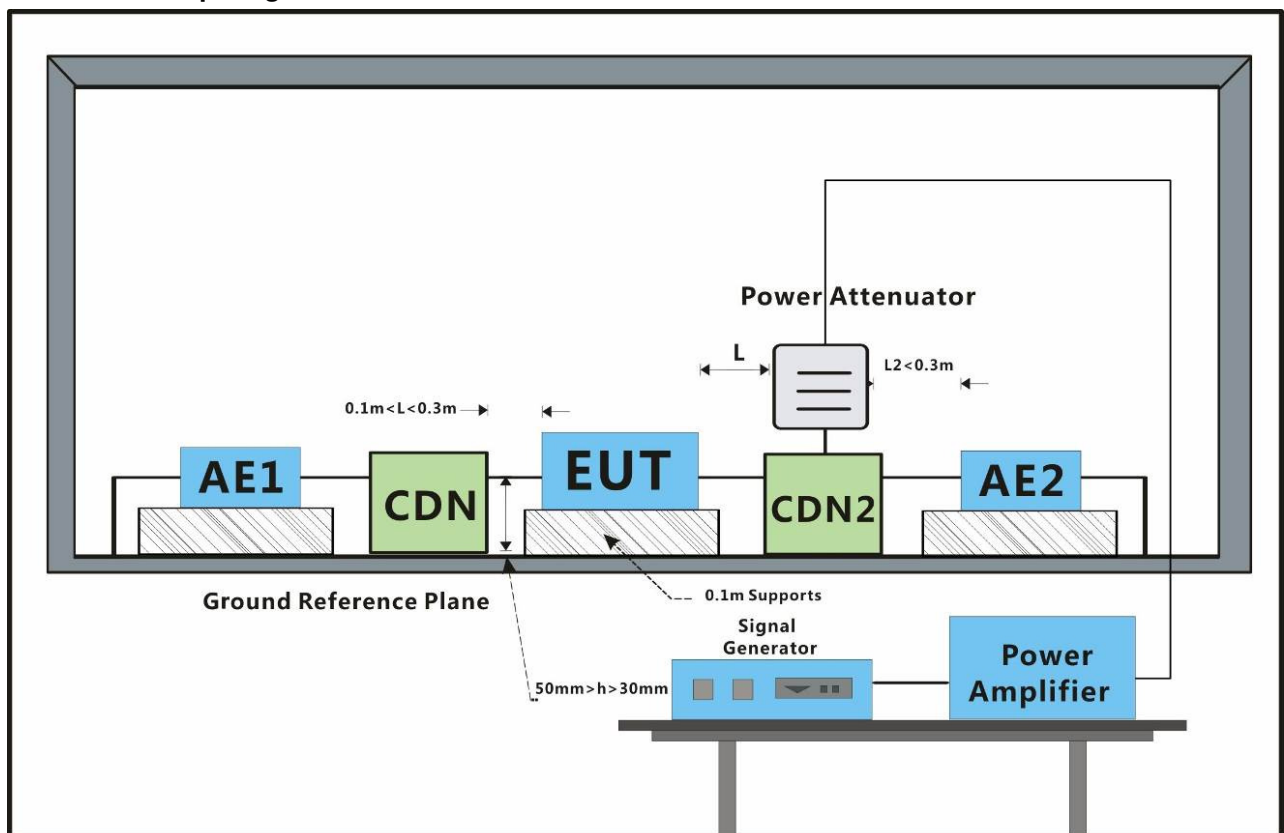 Power Attenuator
L
L2<0.3m
0.1m<L<0.3m
AE1
CDN
EUT
CDN2
AE2
Ground Reference Plane
0.1m Supports
Signal
Generator
50mm>h>30mm
Power
Amplifier